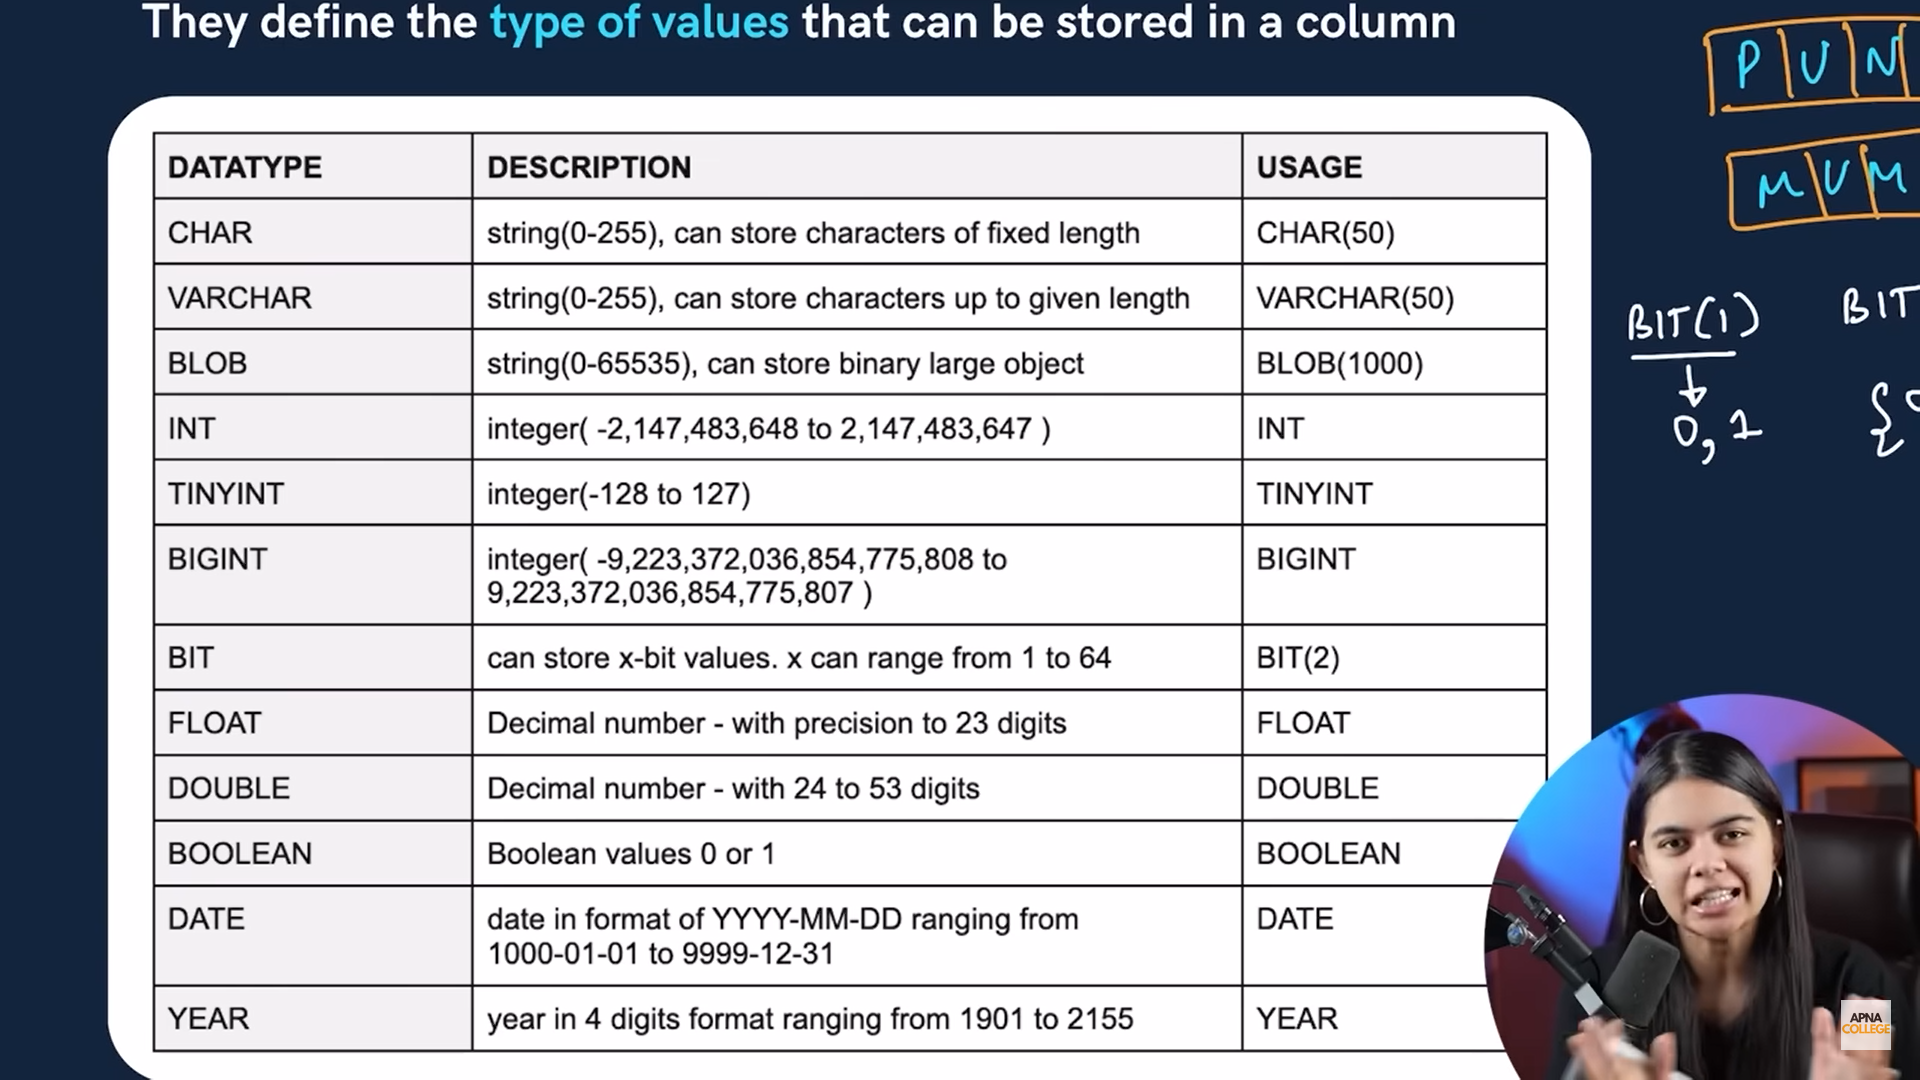 They define the type of values that can be stored in a column
DATATYPE DESCRIPTION USAGE
CHAR string(0-255), can store characters of fixed length CHAR(50)
VARCHAR string(0-255), can store characters up to given length VARCHAR(50)
BLOB string(0-65535), can store binary large object BLOB(1000)
INT integer( -2,147,483,648 to 2,147,483,647 ) INT
TINYINT integer(-128 to 127) TINYINT
BIGINT integer( -9,223,372,036,854,775,808 to BIGINT
9,223,372,036,854,775,807 )
BIT can store x-bit values. x can range from 1 to 64 BIT(2)
FLOAT Decimal number - with precision to 23 digits FLOAT
DOUBLE Decimal number - with 24 to 53 digits DOUBLE
BOOLEAN Boolean values 0 or 1 BOOLEAN
DATE date in format of YYYY-MM-DD ranging from DATE
1000-01-01 to 9999-12-31
YEAR year in 4 digits format ranging from 1901 to 2155 YEAR
P U N
M U M
BIT(1) BIT
0, 1
APNA
COLLEGE